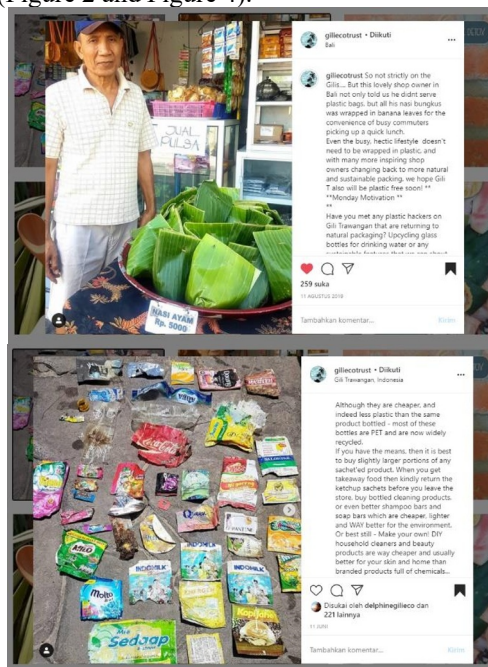 (Figure 2 and Figure 4).
giliecotrust • Diikuti
Bali
giliecotrust So not strictly on the
Gilis.... But this lovely shop owner in
Bali not only told us he didnt serve
plastic bags, but all his nasi bungkus
was wrapped in banana leaves for the
convenience of busy commuters
picking up a quick lunch.
Even the busy, hectic lifestyle doesn't
need to be wrapped in plastic, and
with many more inspiring shop
owners changing back to more natural
and sustainable packing, we hope Gili
T also will be plastic free soon! **
**Monday Motivation **
**
Have you met any plastic hackers on
Gili Trawangan that are returning to
natural packaging? Upcycling glass
bottles for drinking water or any
JUAL
PULSA
NASI AYAM
Rp. 5000
259 suka
11 AGUSTUS 2019
Tambahkan komentar...
Kirim
giliecotrust • Diikuti
Gili Trawangan, Indonesia
Although they are cheaper, and
indeed less plastic than the same
product bottled - most of these
bottles are PET and are now widely
recycled.
If you have the means, then it is best
to buy slightly larger portions of any
sachet'ed product. When you get
takeaway food then kindly return the
ketchup sachets before you leave the
store, buy bottled cleaning products,
or even better shampoo bars and
soap bars which are cheaper, lighter
and WAY better for the environment.
Or best still - Make your own! DIY
household cleaners and beauty
products are way cheaper and usually
better for your skin and home than
branded products full of chemicals...
Coca-Cola
MILO
INDOMILK
INDOMILK
Molto
Mie
Sedaap
Disukai oleh delphinegilieco dan
221 lainnya
11 JUNI
Tambahkan komentar...
Kirim